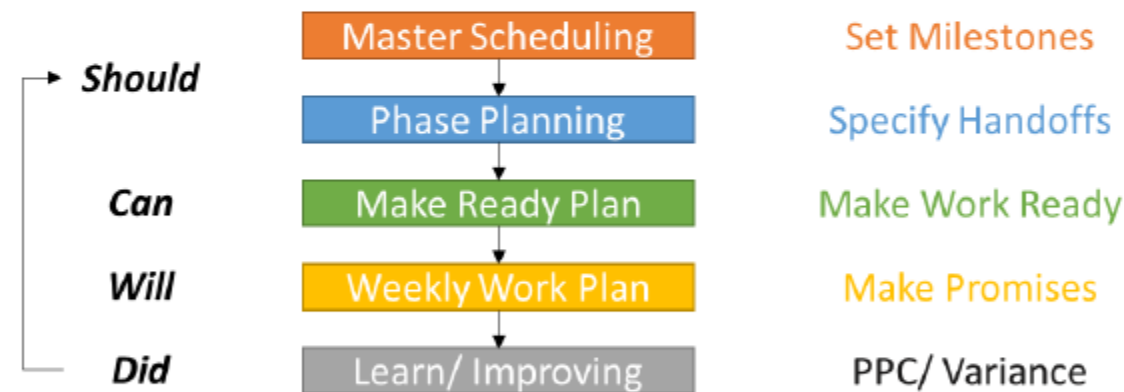 Master Scheduling
Set Milestones
Should
Phase Planning
Specify Handoffs
Can
Make Ready Plan
Make Work Ready
Will
Weekly Work Plan
Make Promises
Did
Learn/ Improving
PPC/ Variance